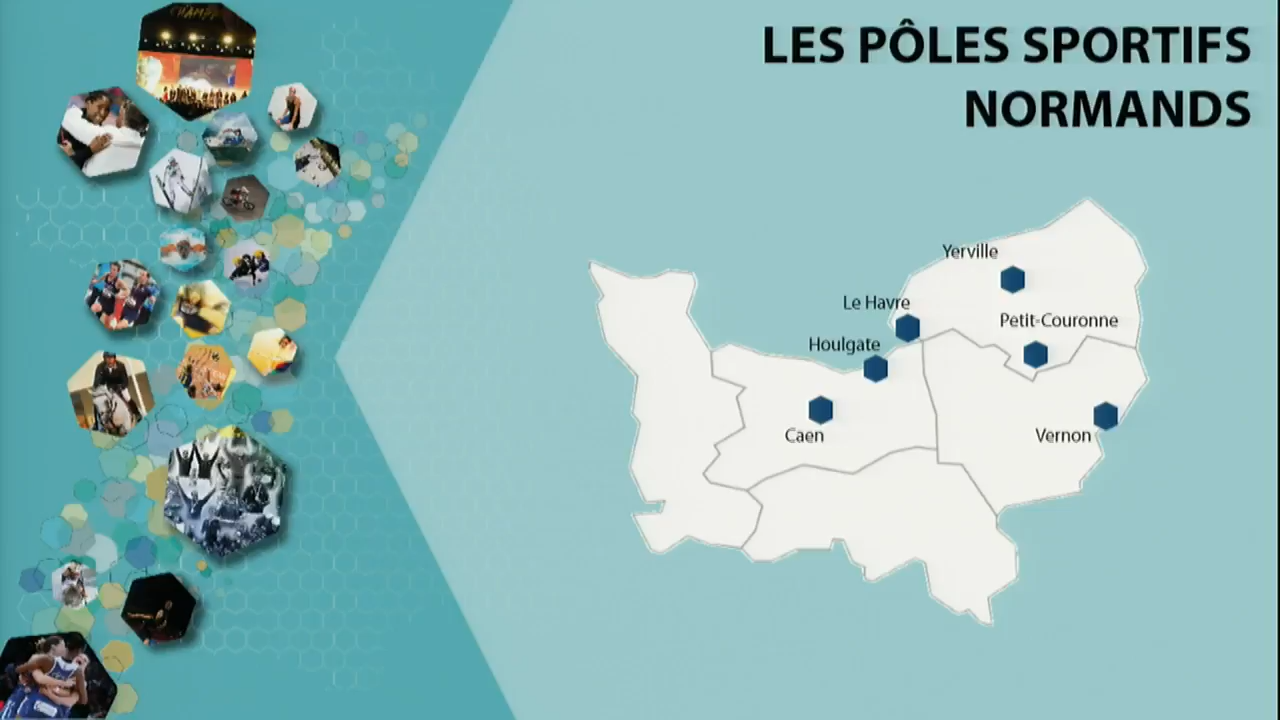 LES PÔLES SPORTIFS
NORMANDS
Yerville
Le Havre
Petit-Couronne
Houlgate
Caen
Vernon